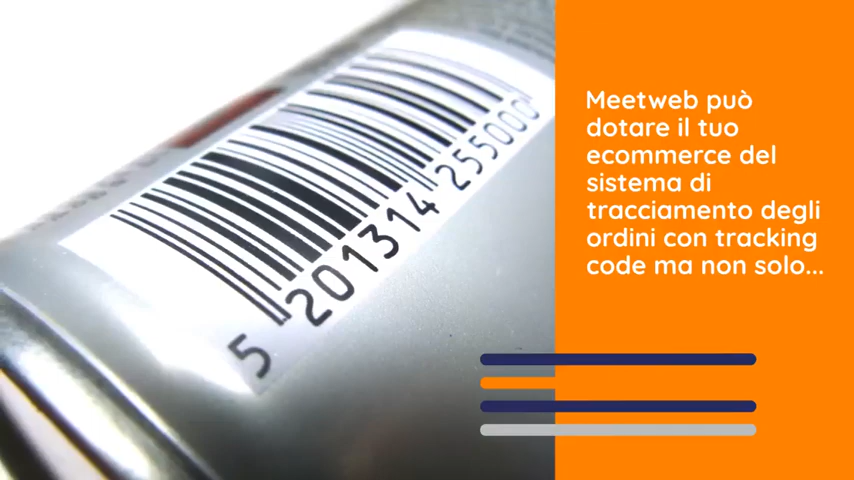 5 201314 255000
Meetweb può
dotare il tuo
ecommerce del
sistema di
tracciamento degli
ordini con tracking
code ma non solo...